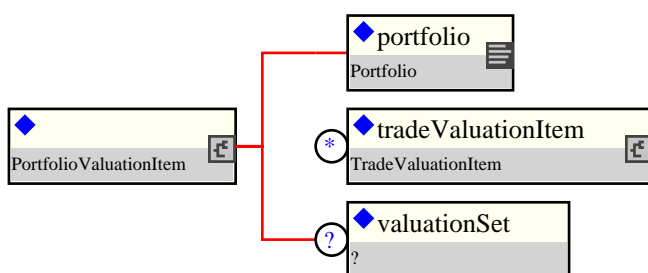 portfolio
Portfolio
PortfolioValuationItem
*
tradeValuationItem
TradeValuationItem
?
valuationSet
?